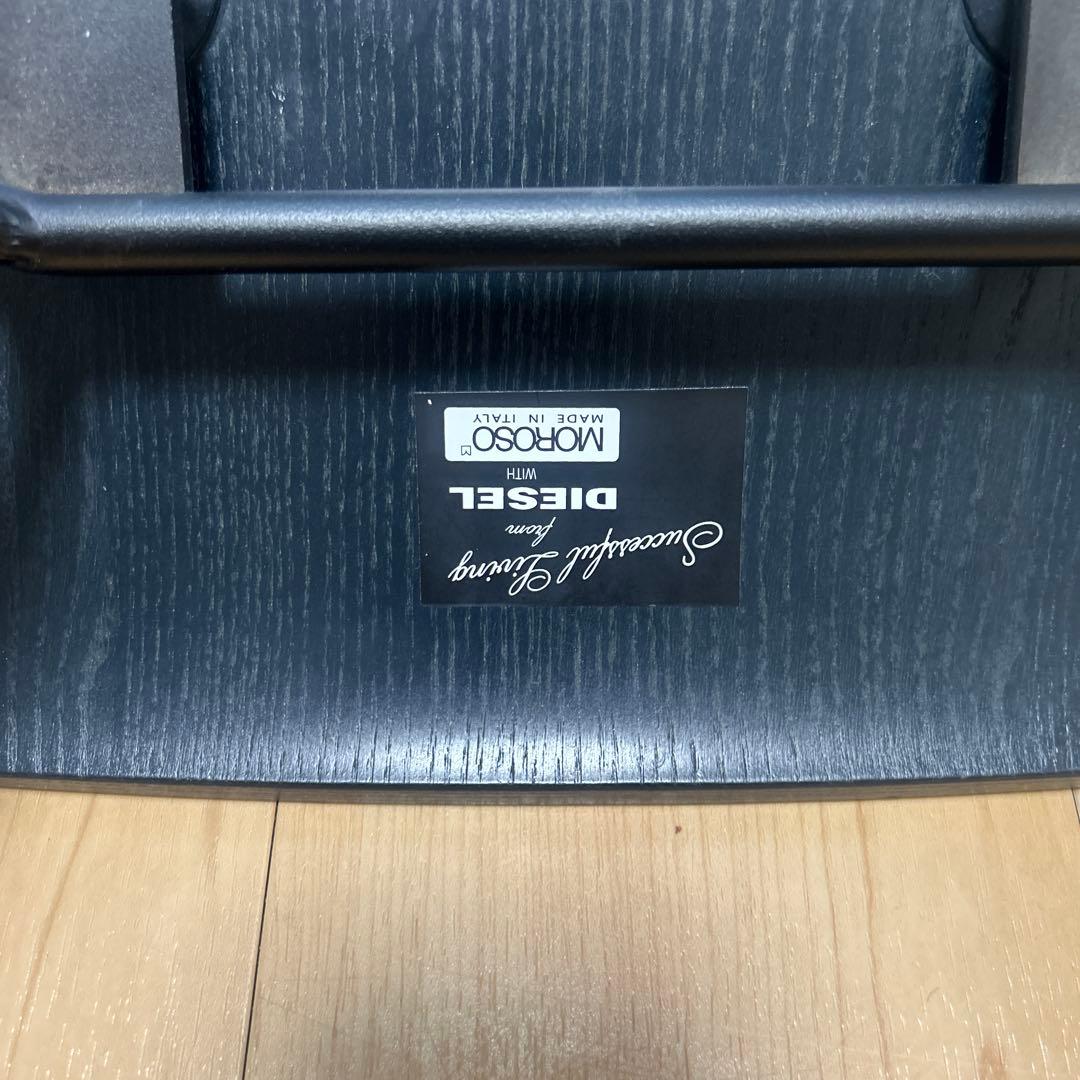 Successful Living
from
DIESEL
WITH
MOROSO M
MADE IN ITALY